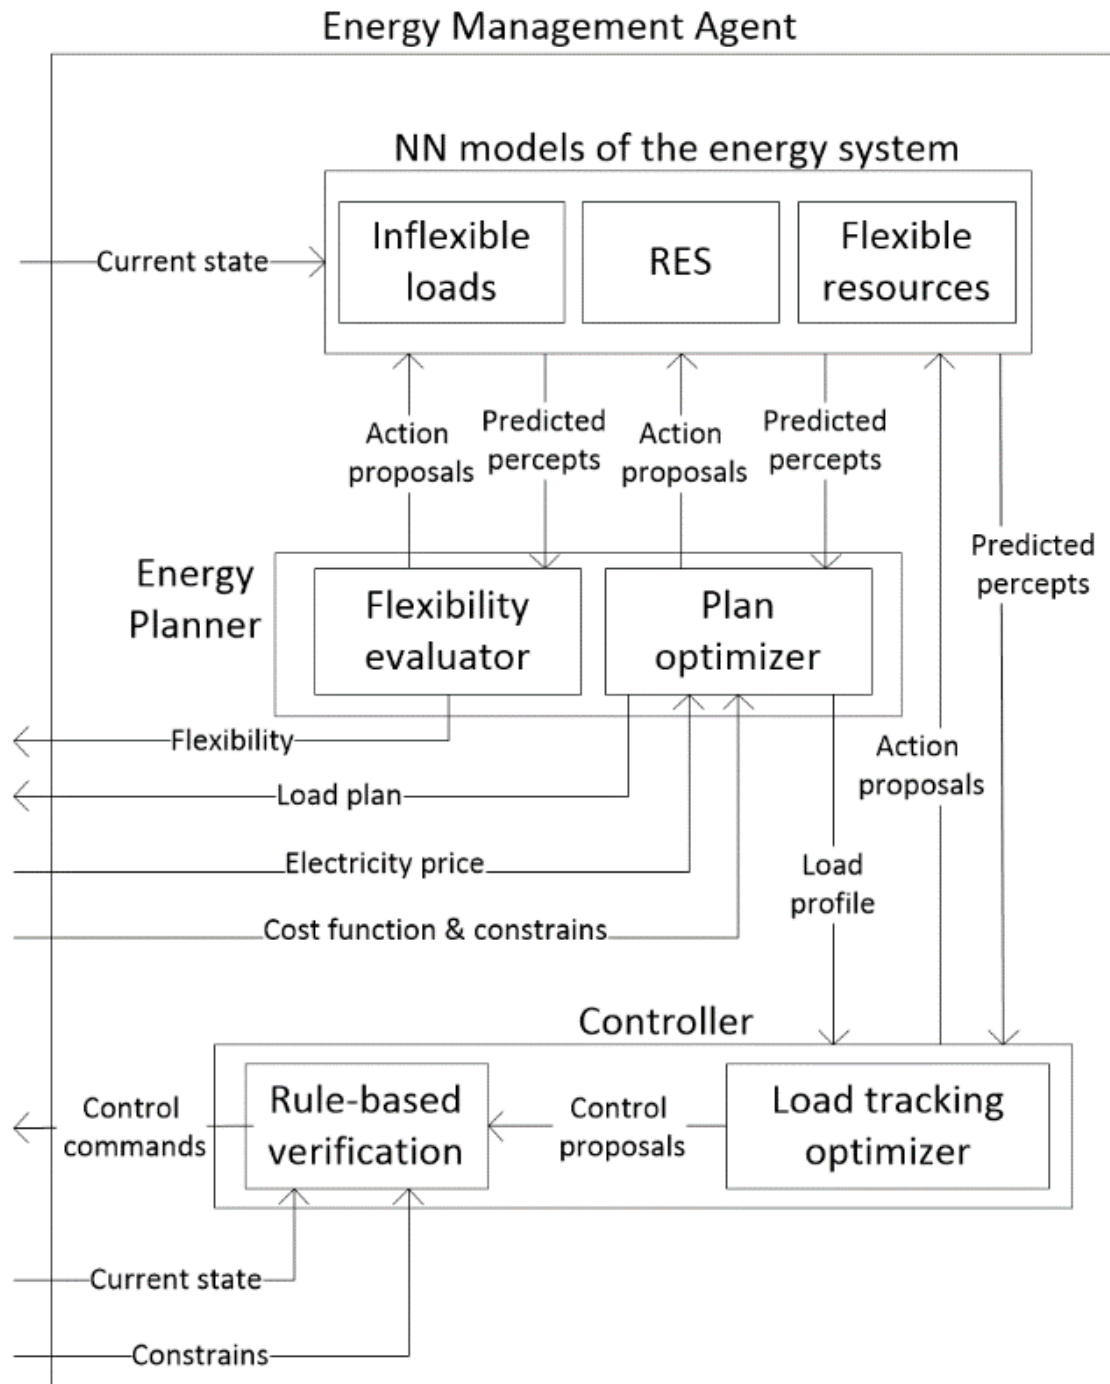 Energy Management Agent
NN models of the energy system
Inflexible
loads
RES
Flexible
resources
Current state
Action
proposals
Predicted
percepts
Action
proposals
Predicted
percepts
Predicted
percepts
Energy
Planner
Flexibility
evaluator
Plan
optimizer
Flexibility
Load plan
Action
proposals
Electricity price
Load
profile
Cost function & constrains
Controller
Control
commands
Rule-based
verification
Control
proposals
Load tracking
optimizer
Current state
Constrains